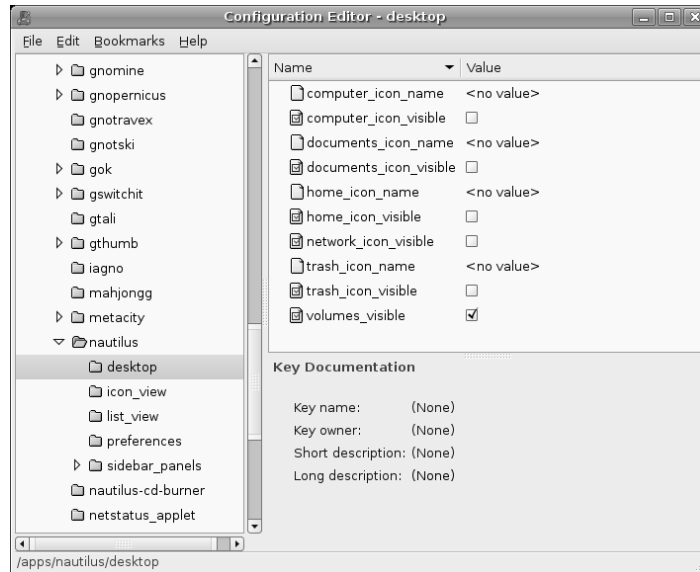 Configuration Editor - desktop
File Edit Bookmarks Help
gnomine
gnopernicus
gnotravex
gnotski
gok
gswitchit
gtali
gthumb
iagno
mahjongg
metacity
nautilus
desktop
icon_view
list_view
preferences
sidebar_panels
nautilus-cd-burner
netstatus_applet
Name Value
computer_icon_name <no value>
computer_icon_visible
documents_icon_name <no value>
documents_icon_visible
home_icon_name <no value>
home_icon_visible
network_icon_visible
trash_icon_name <no value>
trash_icon_visible
volumes_visible
Key Documentation
Key name: (None)
Key owner: (None)
Short description: (None)
Long description: (None)
/apps/nautilus/desktop